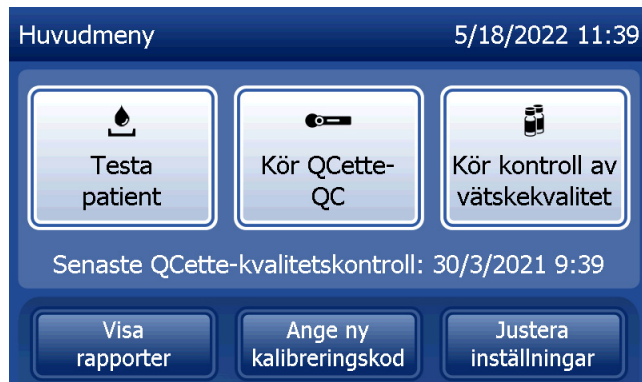 Huvudmeny
5/18/2022 11:39
Testa
patient
Kör QCette-
QC
Kör kontroll av
vätskekvalitet
Senaste QCette-kvalitetskontroll: 30/3/2021 9:39
Visa
rapporter
Ange ny
kalibreringskod
Justera
inställningar